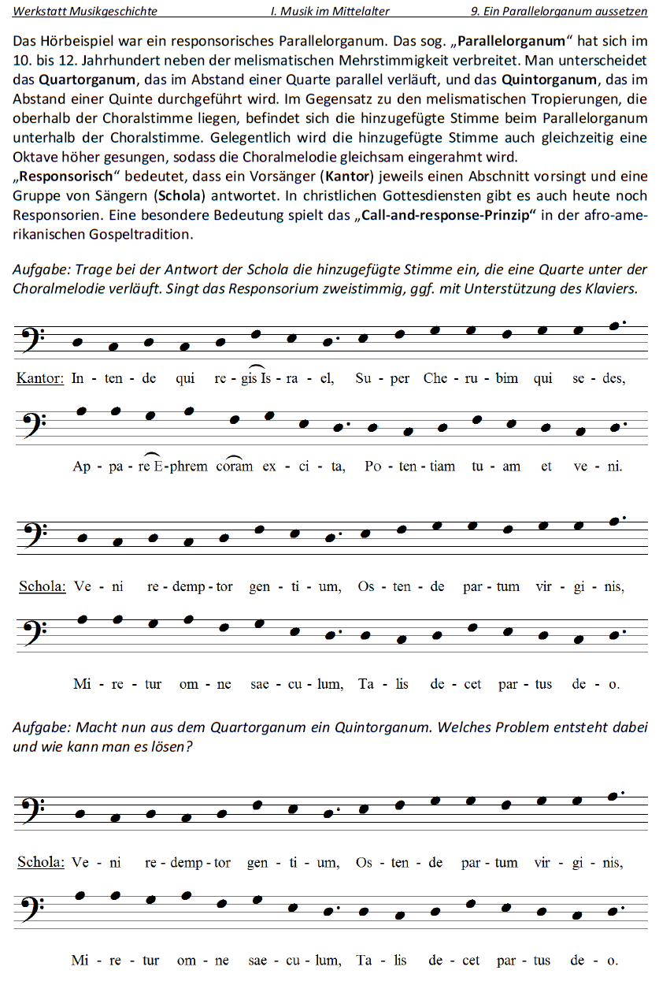 Werkstatt Musikgeschichte I. Musik im Mittelalter 9. Ein Parallelorganum aussetzen
Das Hörbeispiel war ein responsorisches Parallelorganum. Das sog. „Parallelorganum“ hat sich im
10. bis 12. Jahrhundert neben der melismatischen Mehrstimmigkeit verbreitet. Man unterscheidet
das Quartorganum, das im Abstand einer Quarte parallel verläuft, und das Quintorganum, das im
Abstand einer Quinte durchgeführt wird. Im Gegensatz zu den melismatischen Tropierungen, die
oberhalb der Choralstimme liegen, befindet sich die hinzugefügte Stimme beim Parallelorganum
unterhalb der Choralstimme. Gelegentlich wird die hinzugefügte Stimme auch gleichzeitig eine
Oktave höher gesungen, sodass die Choralmelodie gleichsam eingerahmt wird.
„Responsorisch“ bedeutet, dass ein Vorsänger (Kantor) jeweils einen Abschnitt vorsingt und eine
Gruppe von Sängern (Schola) antwortet. In christlichen Gottesdiensten gibt es auch heute noch
Responsorien. Eine besondere Bedeutung spielt das „Call-and-response-Prinzip“ in der afro-ame-
rikanischen Gospeltradition.
Aufgabe: Trage bei der Antwort der Schola die hinzugefügte Stimme ein, die eine Quarte unter der
Choralmelodie verläuft. Singt das Responsorium zweistimmig, ggf. mit Unterstützung des Klaviers.
Kantor: In - ten - de qui re - gis Is - ra - el, Su - per Che - ru - bim qui se - des,
Ap - pa - re E-phrem coram ex - ci - ta, Po - ten - tiam tu - am et ve - ni.
Schola: Ve - ni re - demp - tor gen - ti - um, Os - ten - de par - tum vir - gi - nis,
Mi - re - tur om - ne sae - cu - lum, Ta - lis de - cet par - tus de - o.
Aufgabe: Macht nun aus dem Quartorganum ein Quintorganum. Welches Problem entsteht dabei
und wie kann man es lösen?
Schola: Ve - ni re - demp - tor gen - ti - um, Os - ten - de par - tum vir - gi - nis,
Mi - re - tur om - ne sae - cu - lum, Ta - lis de - cet par - tus de - o.